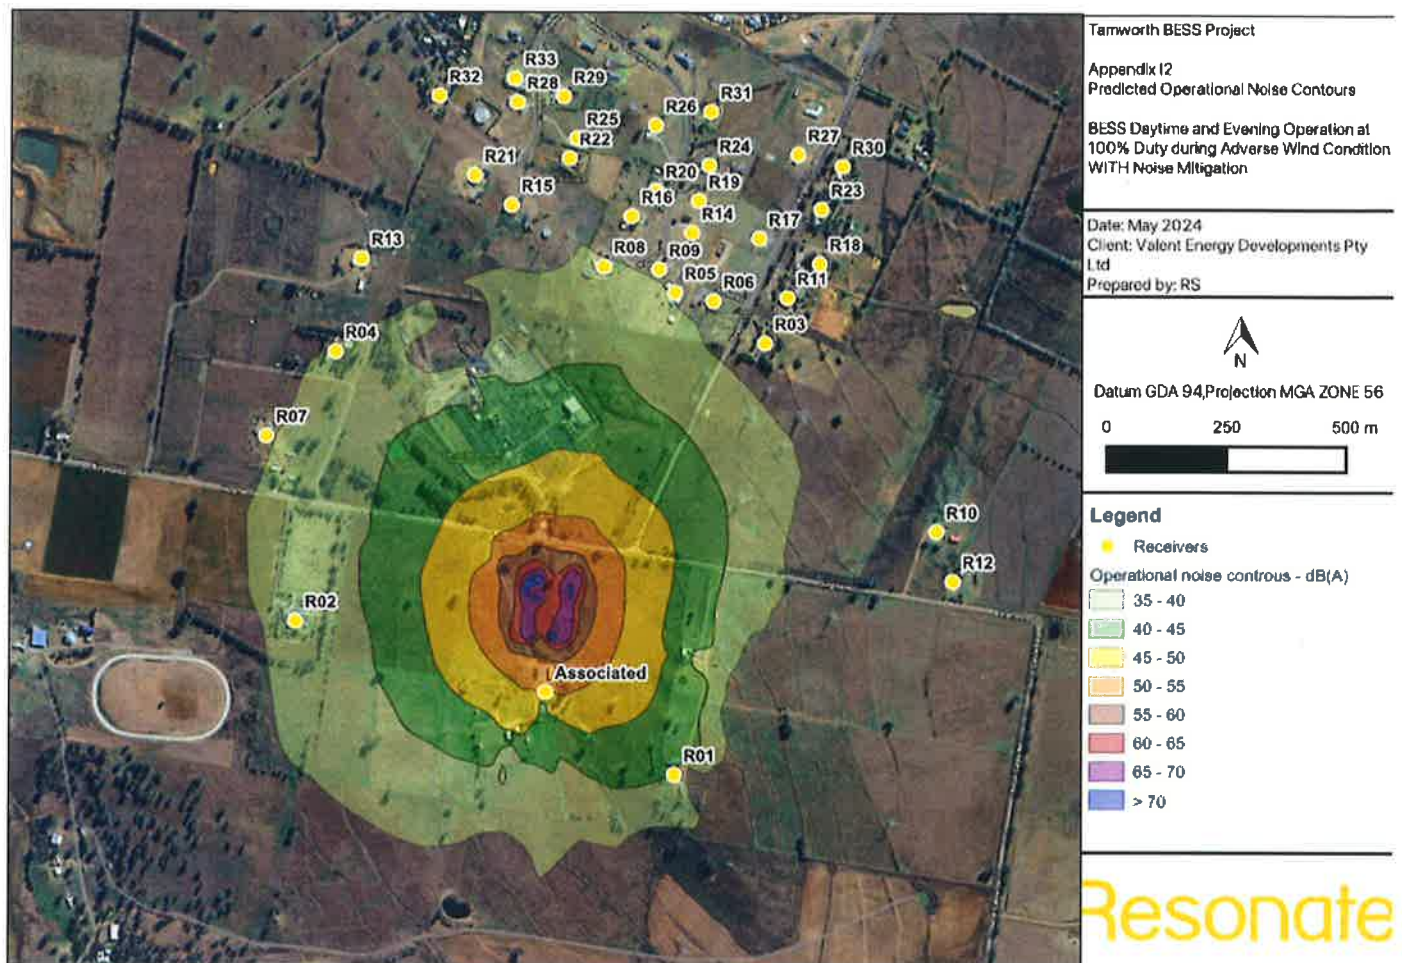 Tamworth BESS Project
Appendix I2
Predicted Operational Noise Contours
BESS Daytime and Evening Operation at
100% Duty during Adverse Wind Condition
WITH Noise Mitigation
Date: May 2024
Client: Valent Energy Developments Pty
Ltd
Prepared by: RS
N
Datum GDA 94,Projection MGA ZONE 56
0 250 500 m
Legend
Receivers
Operational noise controus - dB(A)
35 - 40
40 - 45
45 - 50
50 - 55
55 - 60
60 - 65
65 - 70
> 70
Resonate
R33
R32
R28
R29
R31
R26
R25
R22
R27
R24
R30
R21
R20
R15
R19
R16
R23
R14
R17
R13
R08
R09
R18
R05
R06
R11
R03
R04
R07
R10
R12
R02
Associated
R01